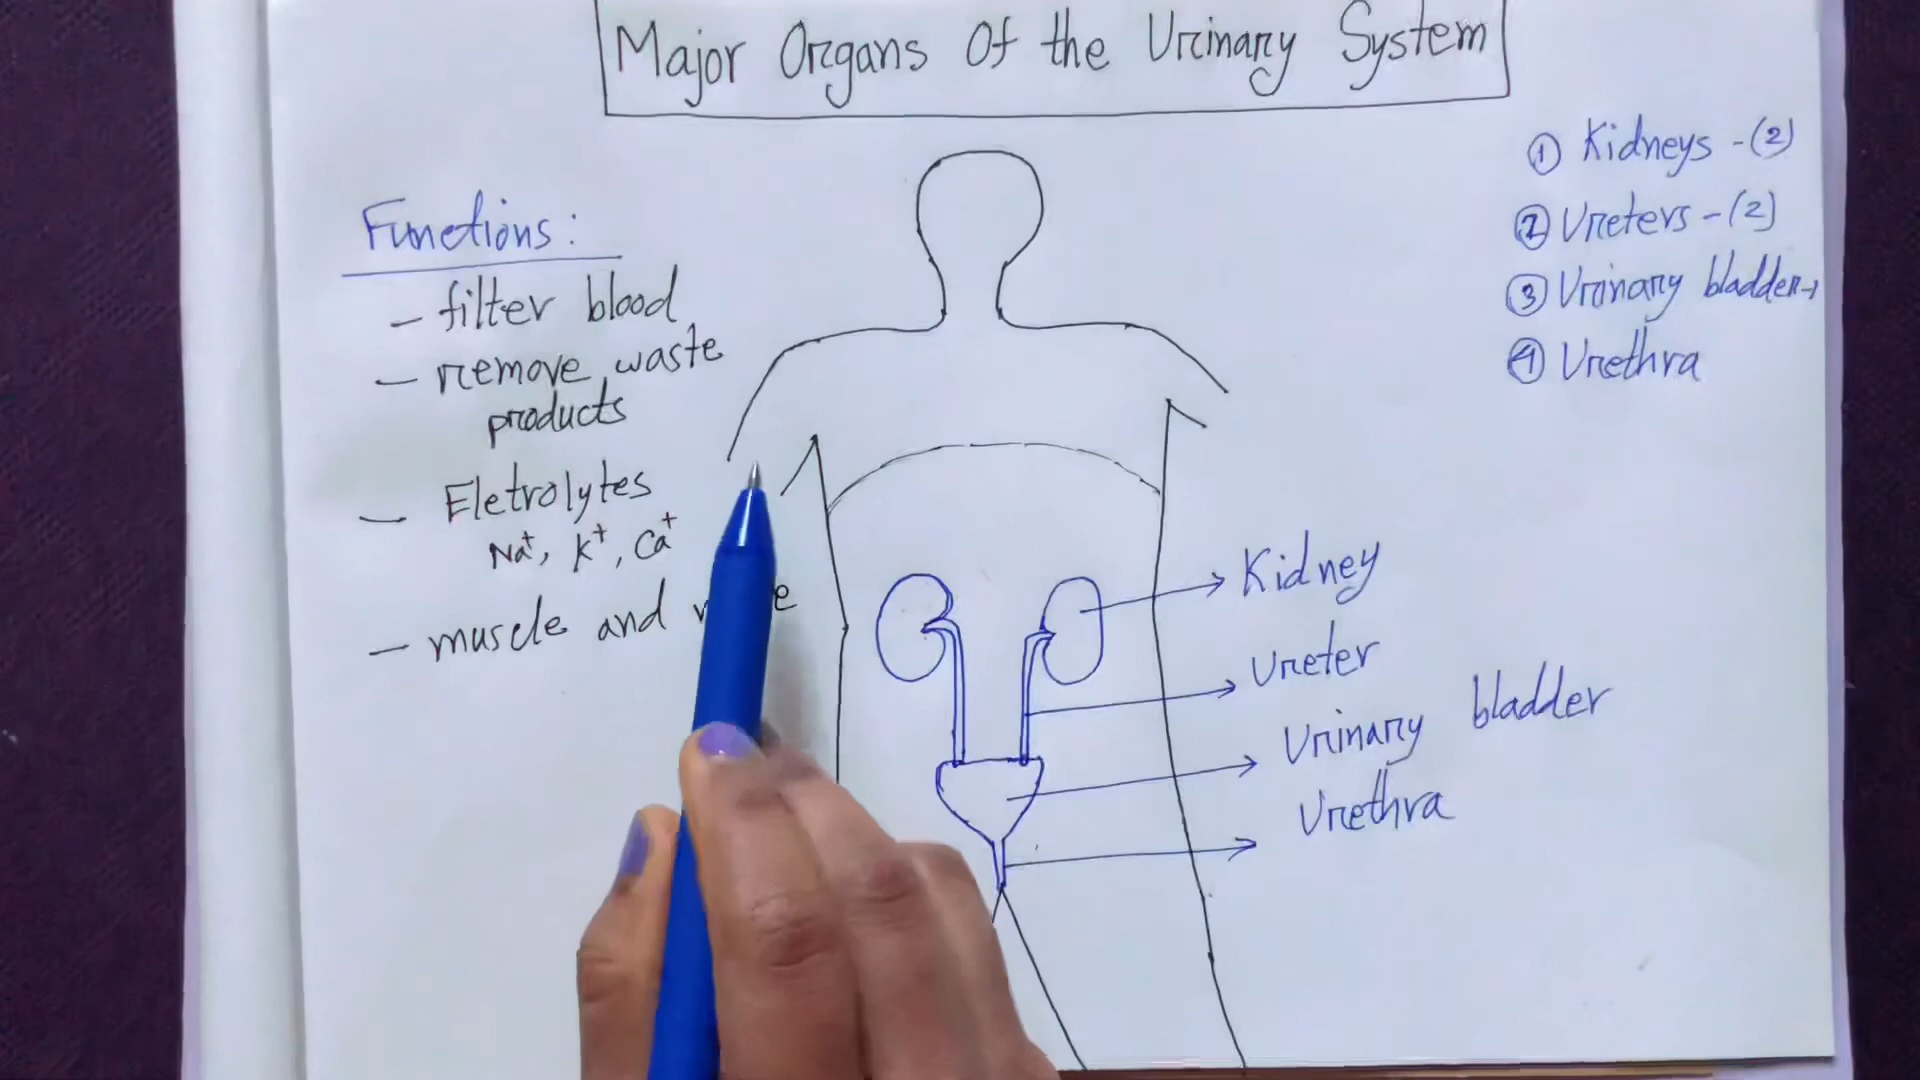 Major Organs Of the Urinary System
Functions:
- filter blood
- remove waste
products
- Eletrolytes
Na+, K+, Ca+
- muscle and
① Kidneys -(2)
② Ureters -(2)
③ Urinary bladder-1
④ Urethra
Kidney
Ureter
Urinary bladder
Urethra